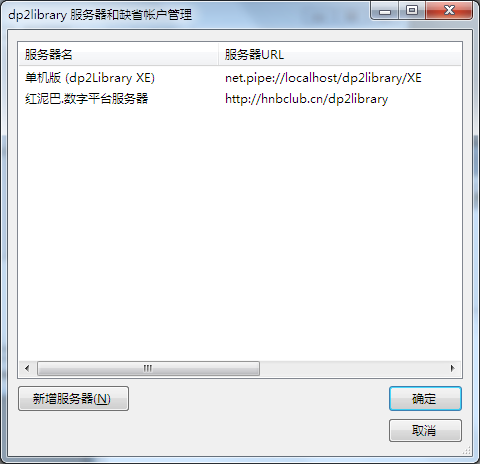 dp2library 服务器和缺省帐户管理
服务器名 服务器URL
单机版 (dp2Library XE) net.pipe://localhost/dp2library/XE
红泥巴.数字平台服务器 http://hnbclub.cn/dp2library
新增服务器(N) 确定
取消